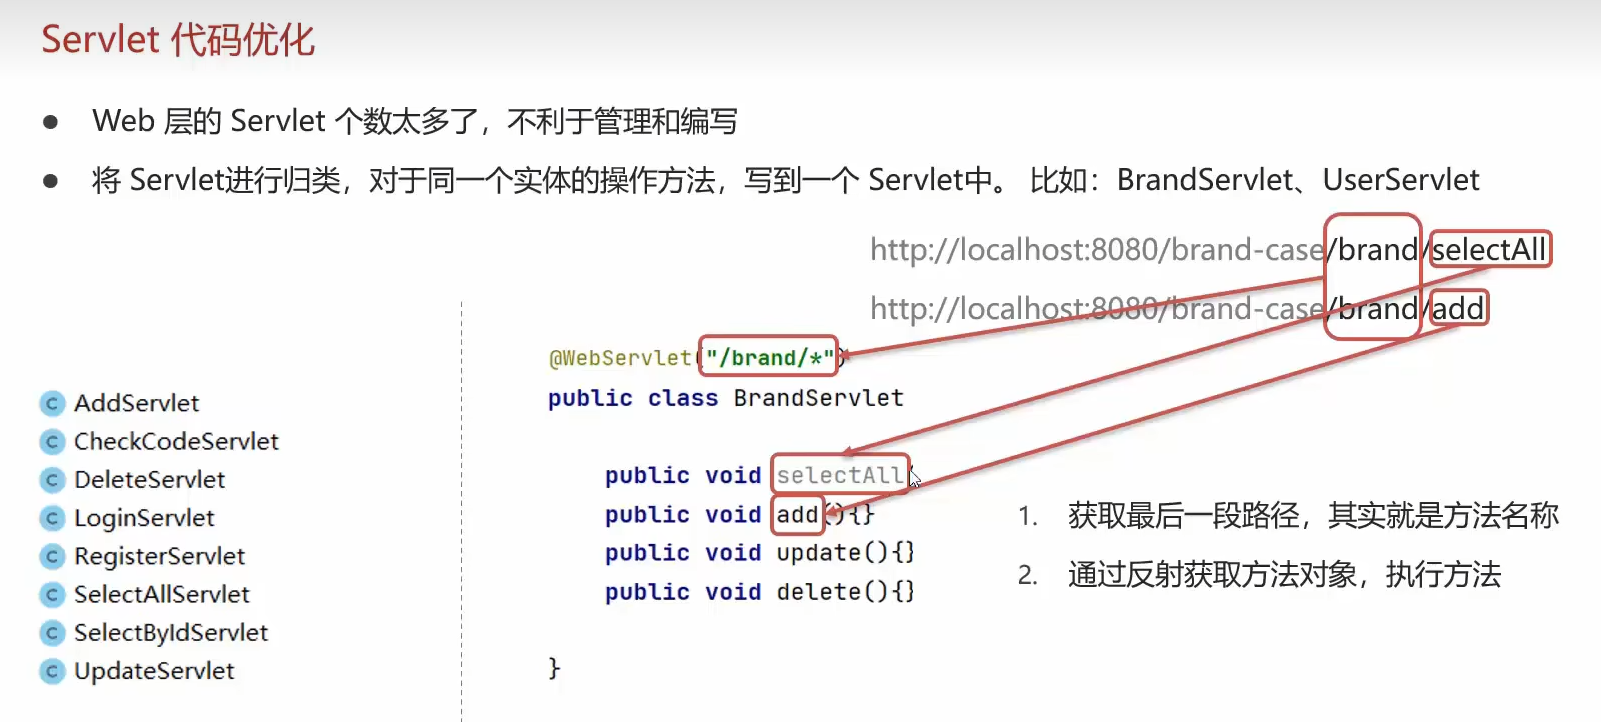 Servlet 代码优化
● Web 层的 Servlet 个数太多了，不利于管理和编写
● 将 Servlet进行归类，对于同一个实体的操作方法，写到一个 Servlet中。 比如：BrandServlet、UserServlet
http://localhost:8080/brand-case/brand/selectAll
http://localhost:8080/brand-case/brand/add
AddServlet
CheckCodeServlet
DeleteServlet
LoginServlet
RegisterServlet
SelectAllServlet
SelectByIdServlet
UpdateServlet
@WebServlet("/brand/*")
public class BrandServlet
public void selectAll(
public void add(){}
public void update(){}
public void delete(){}
}
1. 获取最后一段路径，其实就是方法名称
2. 通过反射获取方法对象，执行方法